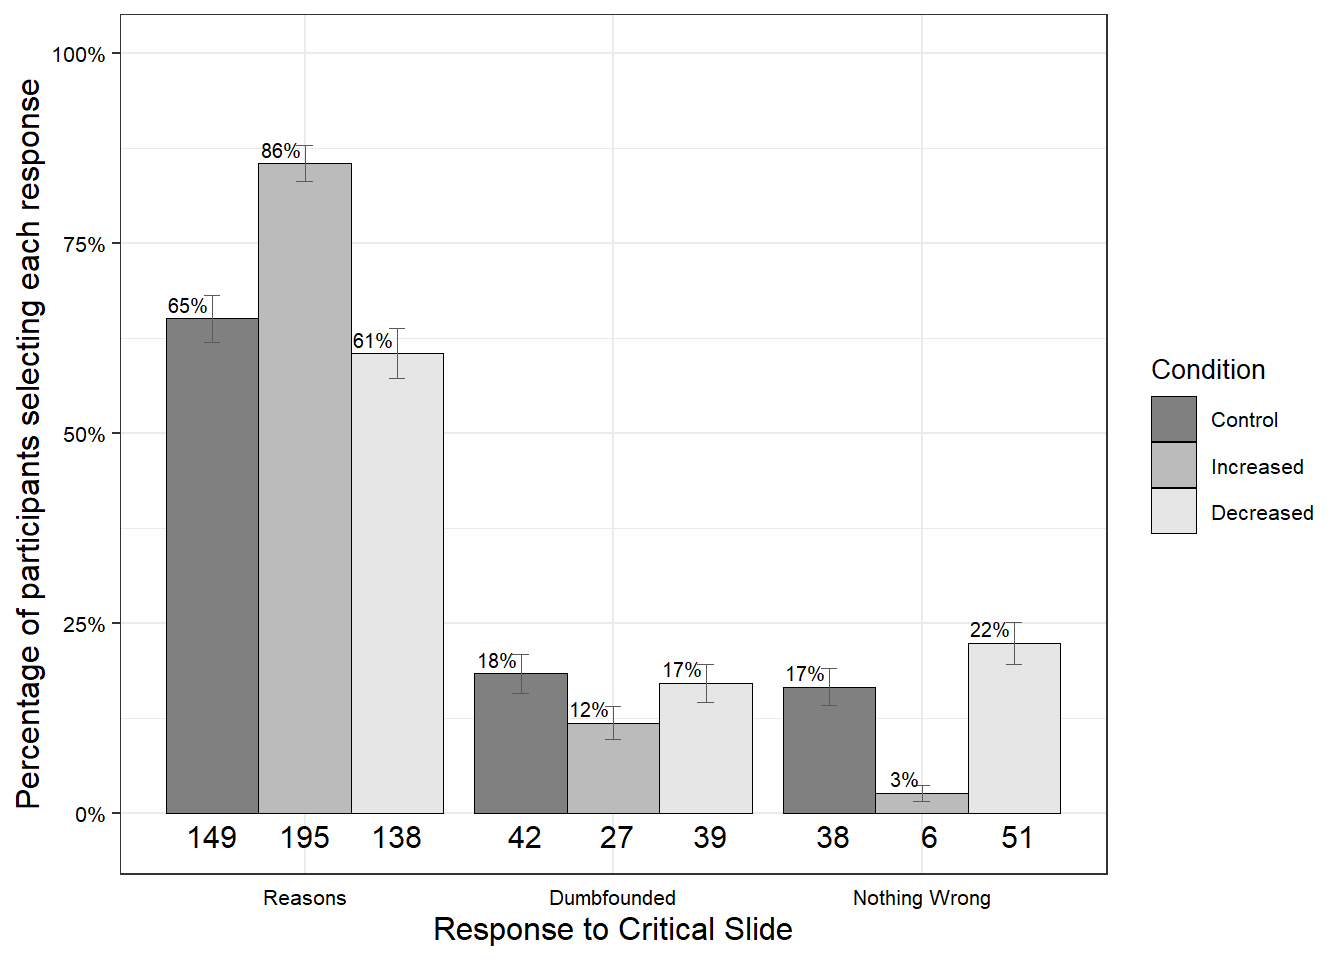 Percentage of participants selecting each response
100%
75%
50%
25%
0%
65%
86%
61%
18%
12%
17%
17%
3%
22%
149 195 138 42 27 39 38 6 51
Reasons Dumbfounded Nothing Wrong
Response to Critical Slide
Condition
Control
Increased
Decreased